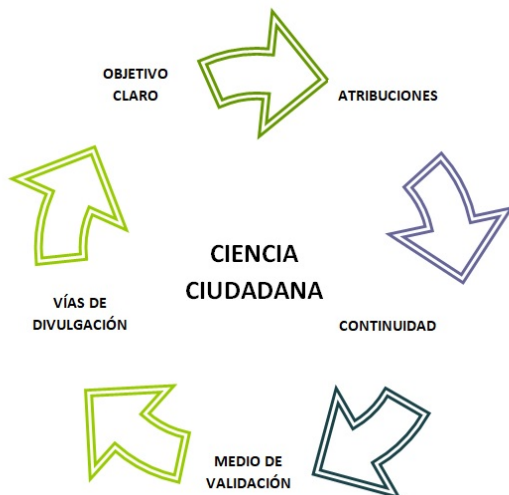 OBJETIVO
CLARO
ATRIBUCIONES
CIENCIA
CIUDADANA
VÍAS DE
DIVULGACIÓN
CONTINUIDAD
MEDIO DE
VALIDACIÓN